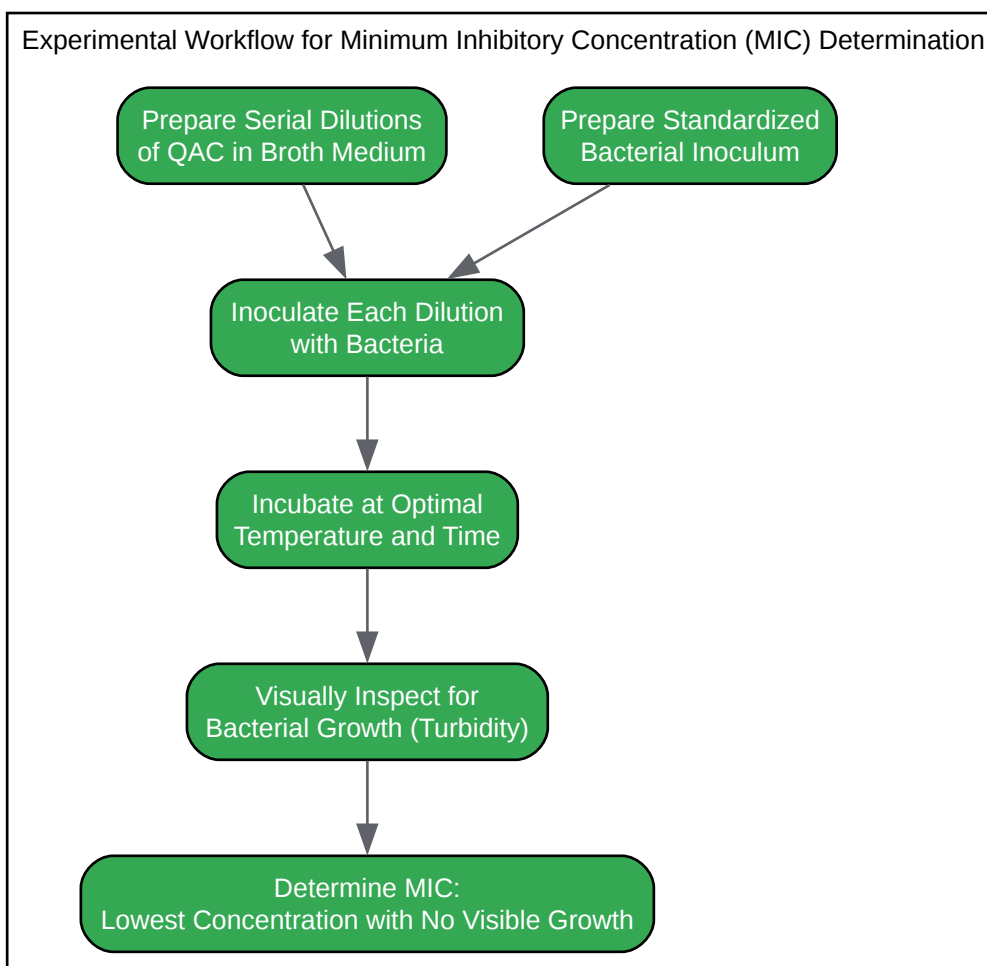 Experimental Workflow for Minimum Inhibitory Concentration (MIC) Determination
Prepare Serial Dilutions
of QAC in Broth Medium
Prepare Standardized
Bacterial Inoculum
Inoculate Each Dilution
with Bacteria
Incubate at Optimal
Temperature and Time
Visually Inspect for
Bacterial Growth (Turbidity)
Determine MIC:
Lowest Concentration with No Visible Growth